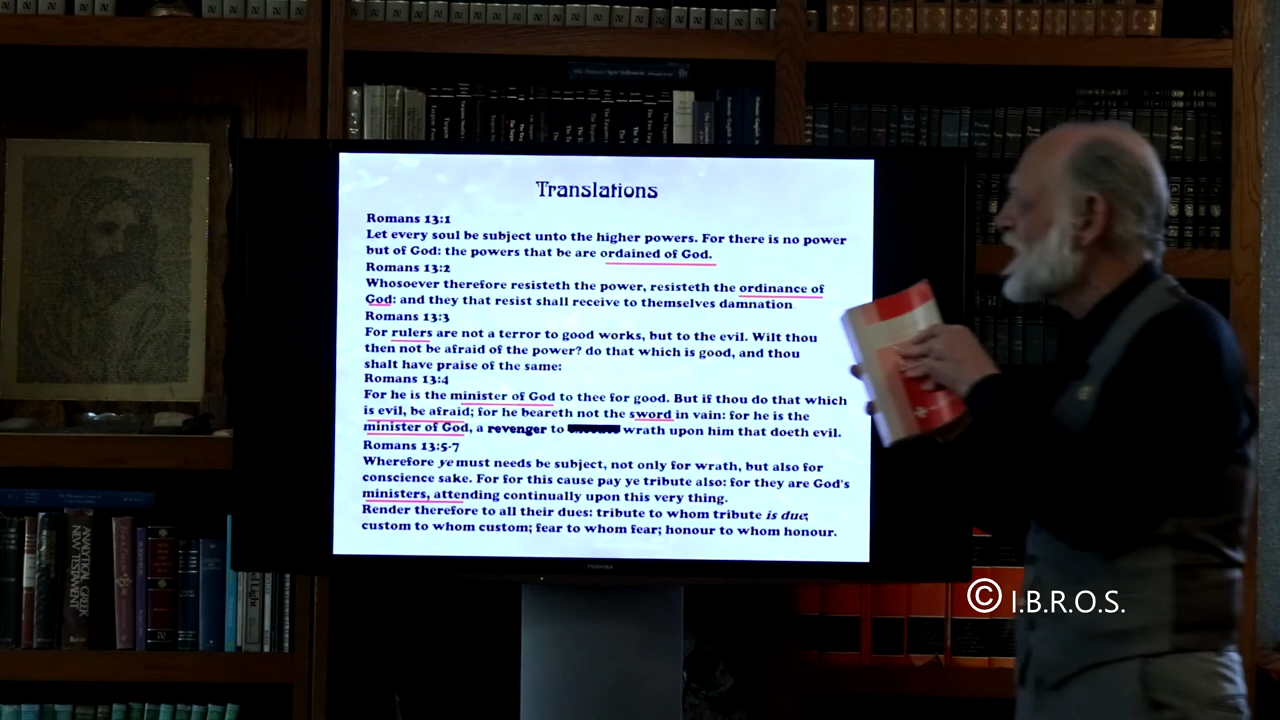 Translations
Romans 13:1
Let every soul be subject unto the higher powers. For there is no power
but of God: the powers that be are ordained of God.
Romans 13:2
Whosoever therefore resisteth the power, resisteth the ordinance of
God: and they that resist shall receive to themselves damnation.
Romans 13:3
For rulers are not a terror to good works, but to the evil. Wilt thou
then not be afraid of the power? do that which is good, and thou
shalt have praise of the same:
Romans 13:4
For he is the minister of God to thee for good. But if thou do that which
is evil, be afraid; for he beareth not the sword in vain: for he is the
minister of God, a revenger to wrath upon him that doeth evil.
Romans 13:5-7
Wherefore ye must needs be subject, not only for wrath, but also for
conscience sake. For for this cause pay ye tribute also: for they are God's
ministers, attending continually upon this very thing.
Render therefore to all their dues: tribute to whom tribute is due;
custom to whom custom; fear to whom fear; honour to whom honour.
TOSHIBA
ANALYTICAL GREEK
NEW TESTAMENT
© I.B.R.O.S.